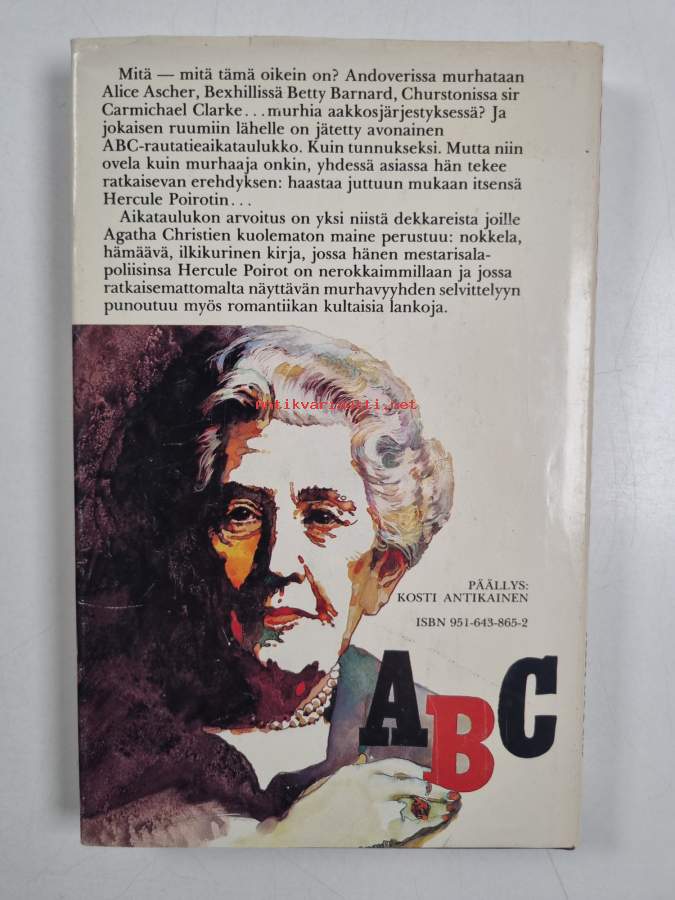 Mitä — mitä tämä oikein on? Andoverissa murhataan
Alice Ascher, Bexhillissä Betty Barnard, Churstonissa sir
Carmichael Clarke...murhia aakkosjärjestyksessä? Ja
jokaisen ruumiin lähelle on jätetty avonainen
ABC-rautatieaikataulukko. Kuin tunnukseksi. Mutta niin
ovela kuin murhaaja onkin, yhdessä asiassa hän tekee
ratkaisevan erehdyksen: haastaa juttuun mukaan itsensä
Hercule Poirotin...
Aikataulukon arvoitus on yksi niistä dekkareista joille
Agatha Christien kuolematon maine perustuu: nokkela,
hämäävä, ilkikurinen kirja, jossa hänen mestarisala-
poliisinsa Hercule Poirot on nerokkaimmillaan ja jossa
ratkaisemattomalta näyttävän murhavyyhden selvittelyyn
punoutuu myös romantiikan kultaisia lankoja.
antikvariaatti.net
PÄÄLLYS:
KOSTI ANTIKAINEN
ISBN 951-643-865-2
ABC